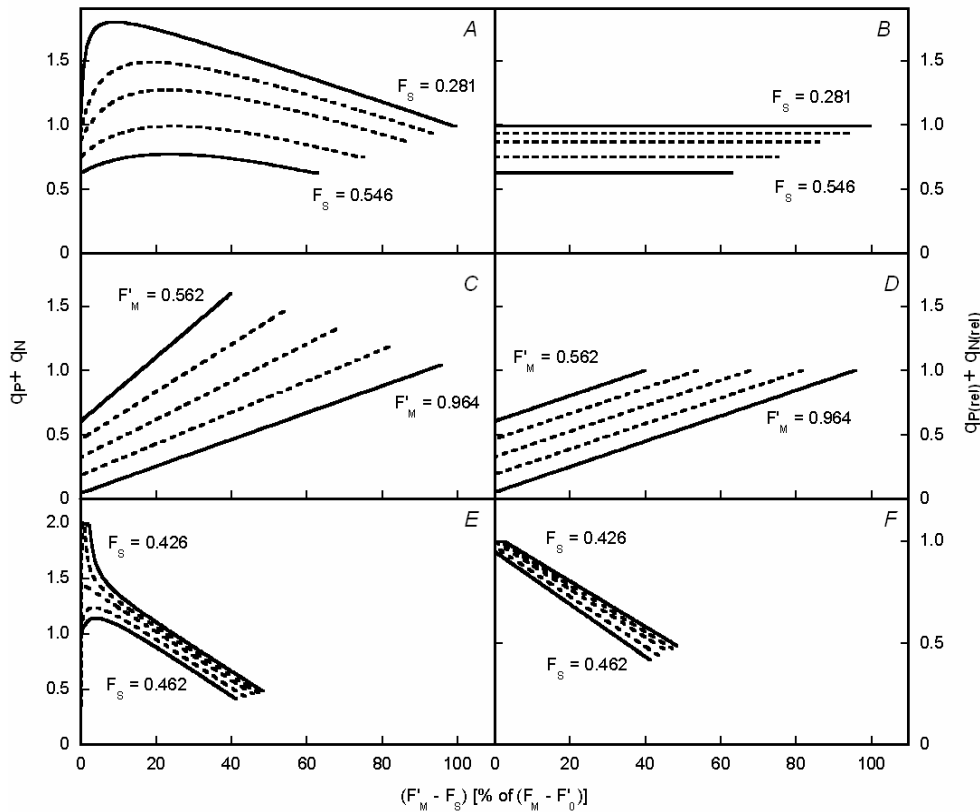 A
B
1.5
1.0
0.5
0
F_S = 0.281
F_S = 0.546
F_S = 0.281
F_S = 0.546
1.5
1.0
0.5
0
C
D
1.5
1.0
0.5
0
F'_M = 0.562
F'_M = 0.964
F'_M = 0.562
F'_M = 0.964
1.5
1.0
0.5
0
q_P + q_N
q_P(rel) + q_N(rel)
E
F
2.0
1.5
1.0
0.5
0
F_S = 0.426
F_S = 0.462
F_S = 0.426
F_S = 0.462
1.0
0.5
0
0 20 40 60 80 100
0 20 40 60 80 100
(F'_M - F_S) [% of (F_M - F'_0)]